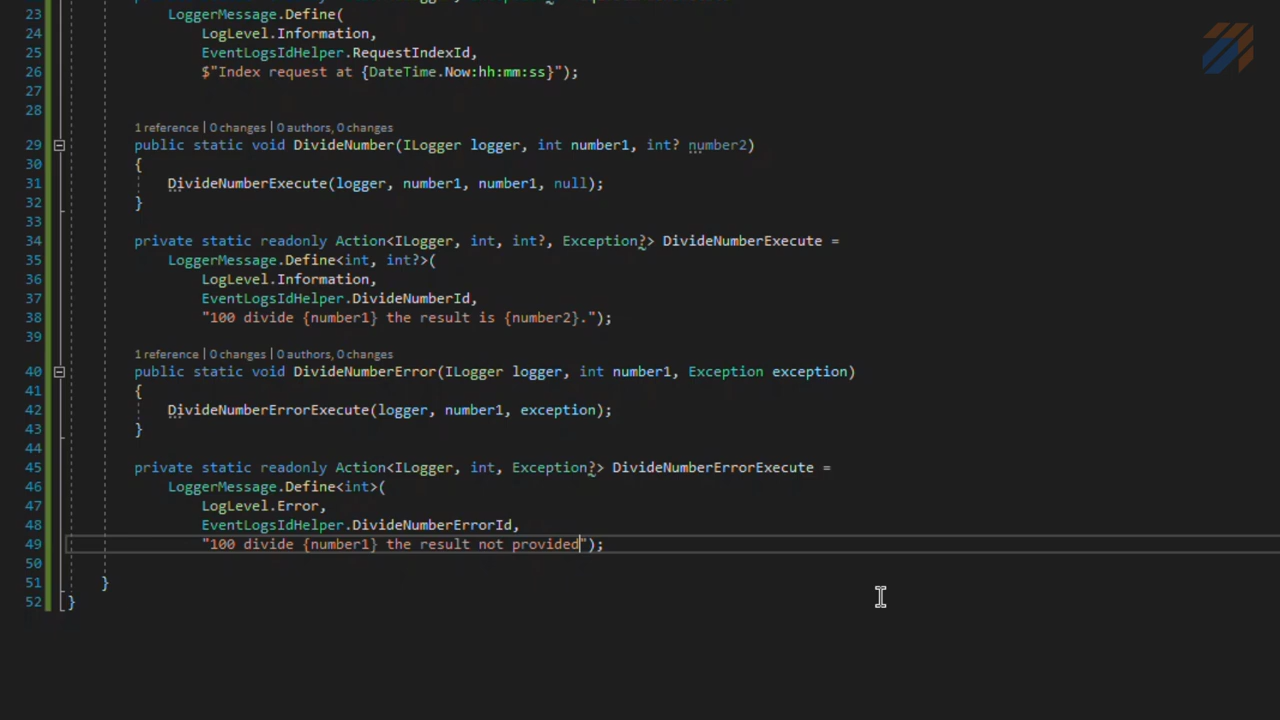 23 LoggerMessage.Define(
24 LogLevel.Information,
25 EventLogsIdHelper.RequestIndexId,
26 $"Index request at {DateTime.Now:hh:mm:ss}");
27
28
1 reference | 0 changes | 0 authors, 0 changes
29 public static void DivideNumber(ILogger logger, int number1, int? number2)
30 {
31 DivideNumberExecute(logger, number1, number1, null);
32 }
33
34 private static readonly Action<ILogger, int, int?, Exception?> DivideNumberExecute =
35 LoggerMessage.Define<int, int?>(
36 LogLevel.Information,
37 EventLogsIdHelper.DivideNumberId,
38 "100 divide {number1} the result is {number2}.");
39
1 reference | 0 changes | 0 authors, 0 changes
40 public static void DivideNumberError(ILogger logger, int number1, Exception exception)
41 {
42 DivideNumberErrorExecute(logger, number1, exception);
43 }
44
45 private static readonly Action<ILogger, int, Exception?> DivideNumberErrorExecute =
46 LoggerMessage.Define<int>(
47 LogLevel.Error,
48 EventLogsIdHelper.DivideNumberErrorId,
49 "100 divide {number1} the result not provided");
50
51 }
52 }